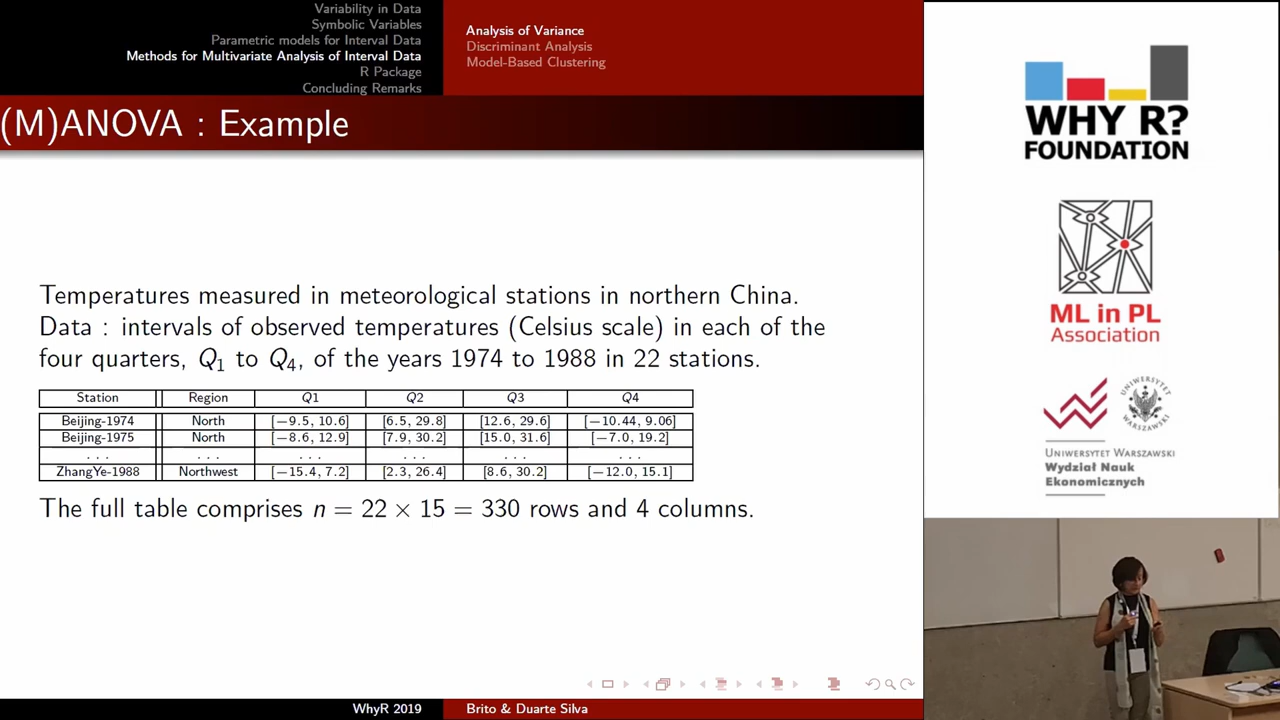 Variability in Data
Symbolic Variables
Parametric models for Interval Data
Methods for Multivariate Analysis of Interval Data
R Package
Concluding Remarks
Analysis of Variance
Discriminant Analysis
Model-Based Clustering
(M)ANOVA : Example
Temperatures measured in meteorological stations in northern China.
Data : intervals of observed temperatures (Celsius scale) in each of the
four quarters, Q1 to Q4, of the years 1974 to 1988 in 22 stations.
Station Region Q1 Q2 Q3 Q4
Beijing-1974 North [−9.5, 10.6] [6.5, 29.8] [12.6, 29.6] [−10.44, 9.06]
Beijing-1975 North [−8.6, 12.9] [7.9, 30.2] [15.0, 31.6] [−7.0, 19.2]
. . . . . . . . . . . . . . . . . .
ZhangYe-1988 Northwest [−15.4, 7.2] [2.3, 26.4] [8.6, 30.2] [−12.0, 15.1]
The full table comprises n = 22 × 15 = 330 rows and 4 columns.
WhyR 2019
Brito & Duarte Silva
WHY R?
FOUNDATION
ML in PL
Association
UNIWERSYTET WARSZAWSKI
UNIWERSYTET WARSZAWSKI
Wydział Nauk
Ekonomicznych